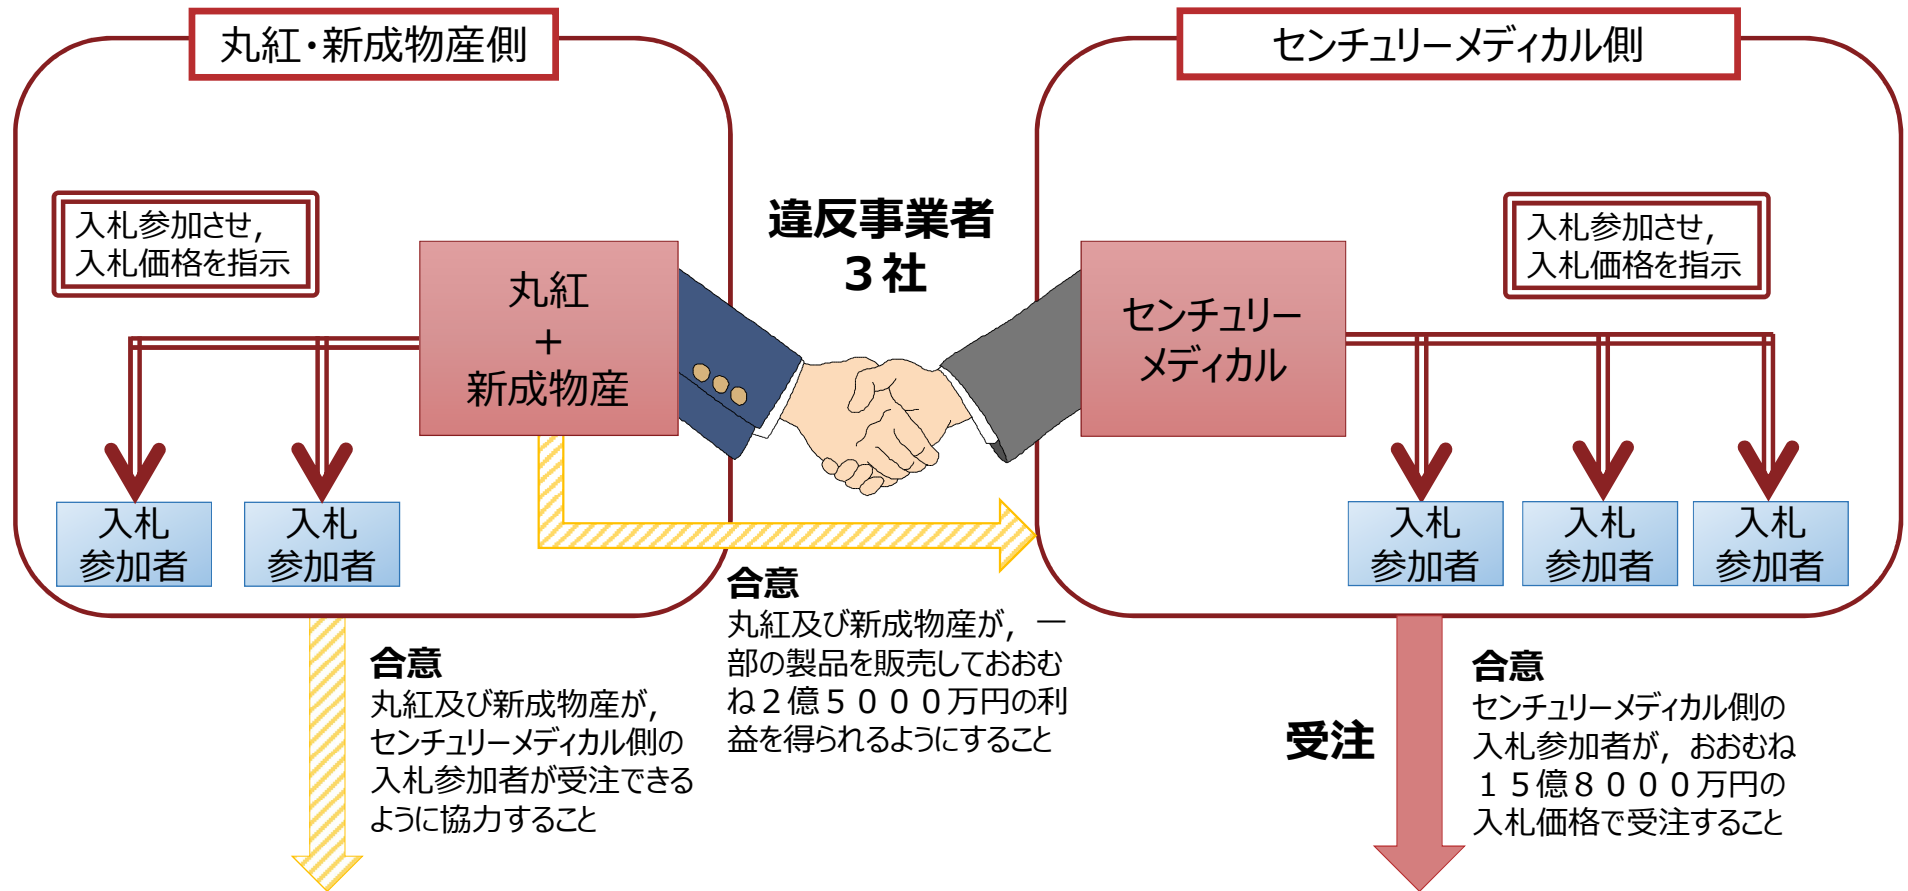 丸紅・新成物産側
センチュリーメディカル側
入札参加させ，
入札価格を指示
丸紅
＋
新成物産
違反事業者
３社
センチュリー
メディカル
入札参加させ，
入札価格を指示
入札
参加者
入札
参加者
入札
参加者
入札
参加者
入札
参加者
合意
丸紅及び新成物産が，
センチュリーメディカル側の
入札参加者が受注できる
ように協力すること
合意
丸紅及び新成物産が，一
部の製品を販売しておおむ
ね２億５０００万円の利
益を得られるようにすること
受注
合意
センチュリーメディカル側の
入札参加者が，おおむね
１５億８０００万円の
入札価格で受注すること